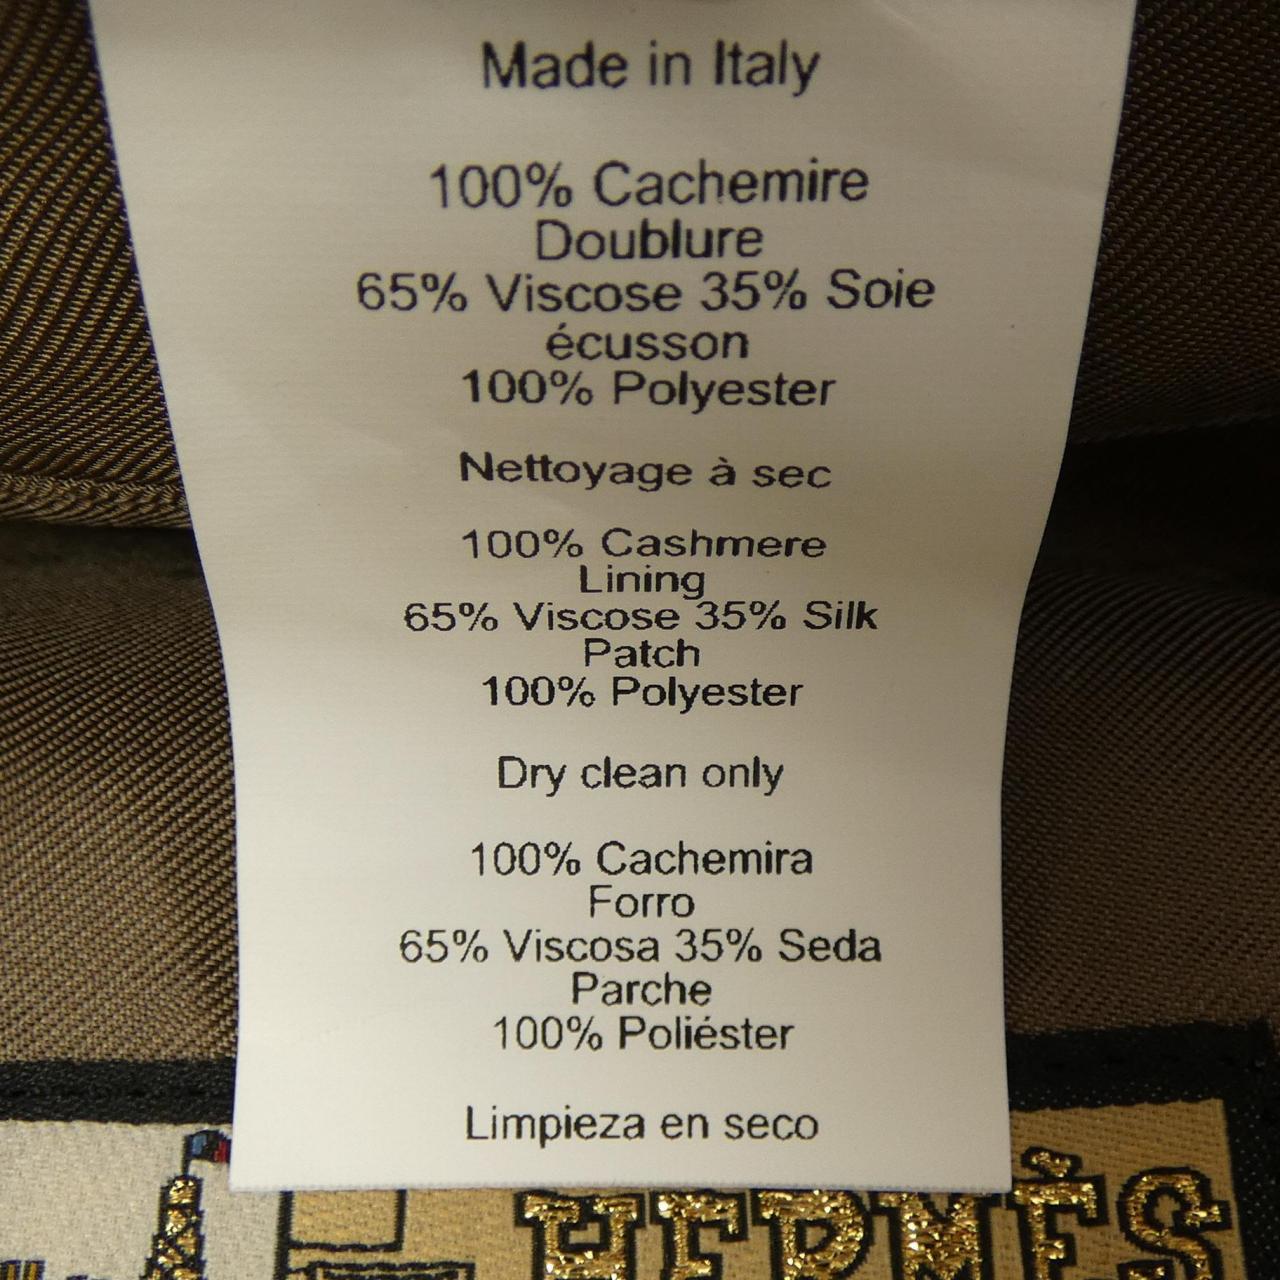 Made in Italy
100% Cachemire
Doublure
65% Viscose 35% Soie
écusson
100% Polyester
Nettoyage à sec
100% Cashmere
Lining
65% Viscose 35% Silk
Patch
100% Polyester
Dry clean only
100% Cachemira
Forro
65% Viscosa 35% Seda
Parche
100% Poliéster
Limpieza en seco
HERMÈS